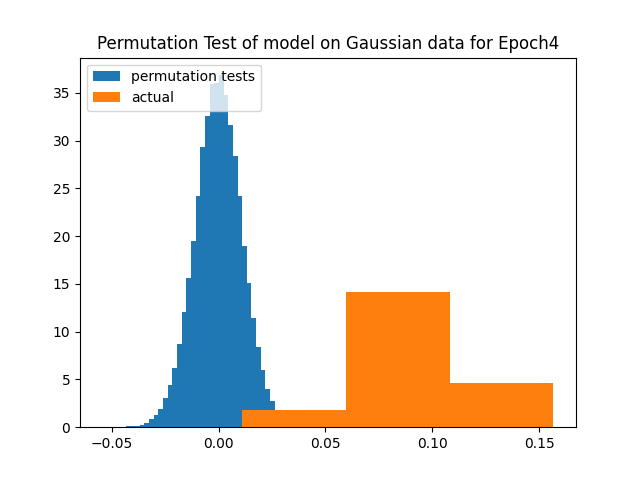 Permutation Test of model on Gaussian data for Epoch4
permutation tests
actual
35
30
25
20
15
10
5
0
−0.05 0.00 0.05 0.10 0.15